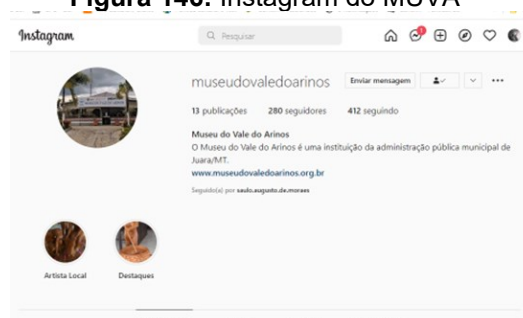 Figura 140: Instagram do MUVA
Instagram
Pesquisar
museudovaledoarinos Enviar mensagem
13 publicações 280 seguidores 412 seguindo
Museu do Vale do Arinos
O Museu do Vale do Arinos é uma instituição da administração pública municipal de
Juara/MT.
www.museudovaledoarinos.org.br
Seguido(a) por saulo.augusto.de.moraes
Artista Local Destaques